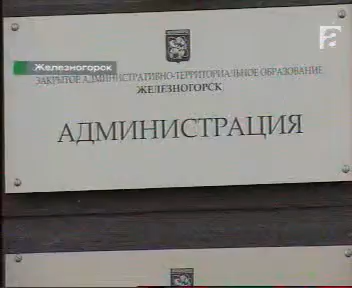 Железногорск
ЗАКРЫТОЕ АДМИНИСТРАТИВНО-ТЕРРИТОРИАЛЬНОЕ ОБРАЗОВАНИЕ
ЖЕЛЕЗНОГОРСК
АДМИНИСТРАЦИЯ